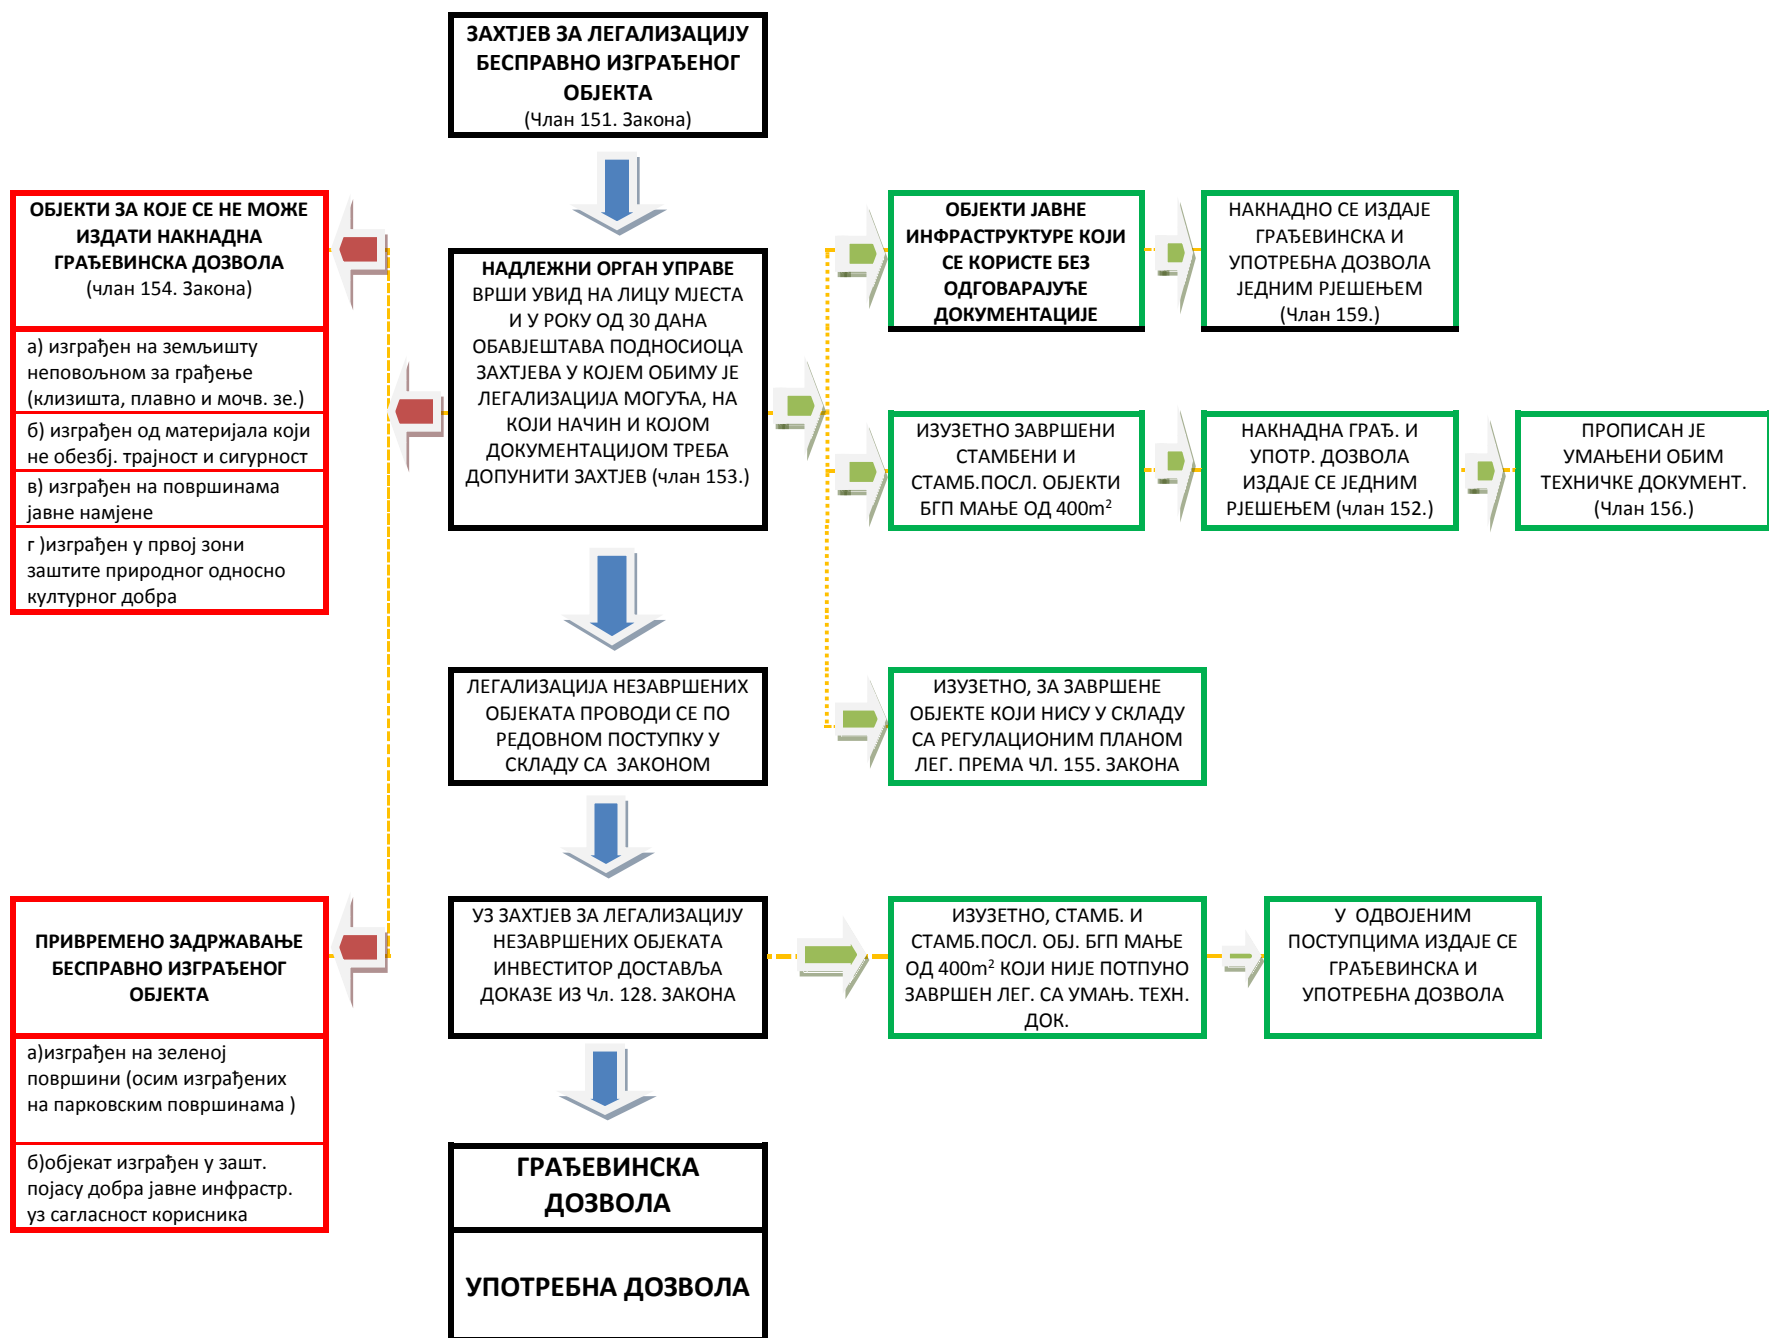 ЗАХТЈЕВ ЗА ЛЕГАЛИЗАЦИЈУ
БЕСПРАВНО ИЗГРАЂЕНОГ
ОБЈЕКТА
(Члан 151. Закона)
ОБЈЕКТИ ЗА КОЈЕ СЕ НЕ МОЖЕ
ИЗДАТИ НАКНАДНА
ГРАЂЕВИНСКА ДОЗВОЛА
(члан 154. Закона)
а) изграђен на земљишту
неповољном за грађење
(клизишта, плавно и мочв. зе.)
б) изграђен од материјала који
не обезбј. трајност и сигурност
в) изграђен на површинама
јавне намјене
г )изграђен у првој зони
заштите природног односно
културног добра
НАДЛЕЖНИ ОРГАН УПРАВЕ
ВРШИ УВИД НА ЛИЦУ МЈЕСТА
И У РОКУ ОД 30 ДАНА
ОБАВЈЕШТАВА ПОДНОСИОЦА
ЗАХТЈЕВА У КОЈЕМ ОБИМУ ЈЕ
ЛЕГАЛИЗАЦИЈА МОГУЋА, НА
КОЈИ НАЧИН И КОЈОМ
ДОКУМЕНТАЦИЈОМ ТРЕБА
ДОПУНИТИ ЗАХТЈЕВ (члан 153.)
ОБЈЕКТИ ЈАВНЕ
ИНФРАСТРУКТУРЕ КОЈИ
СЕ КОРИСТЕ БЕЗ
ОДГОВАРАЈУЋЕ
ДОКУМЕНТАЦИЈЕ
НАКНАДНО СЕ ИЗДАЈЕ
ГРАЂЕВИНСКА И
УПОТРЕБНА ДОЗВОЛА
ЈЕДНИМ РЈЕШЕЊЕМ
(Члан 159.)
ИЗУЗЕТНО ЗАВРШЕНИ
СТАМБЕНИ И
СТАМБ.ПОСЛ. ОБЈЕКТИ
БГП МАЊЕ ОД 400m²
НАКНАДНА ГРАЂ. И
УПОТР. ДОЗВОЛА
ИЗДАЈЕ СЕ ЈЕДНИМ
РЈЕШЕЊЕМ (члан 152.)
ПРОПИСАН ЈЕ
УМАЊЕНИ ОБИМ
ТЕХНИЧКЕ ДОКУМЕНТ.
(Члан 156.)
ЛЕГАЛИЗАЦИЈА НЕЗАВРШЕНИХ
ОБЈЕКАТА ПРОВОДИ СЕ ПО
РЕДОВНОМ ПОСТУПКУ У
СКЛАДУ СА ЗАКОНОМ
ИЗУЗЕТНО, ЗА ЗАВРШЕНЕ
ОБЈЕКТЕ КОЈИ НИСУ У СКЛАДУ
СА РЕГУЛАЦИОНИМ ПЛАНОМ
ЛЕГ. ПРЕМА ЧЛ. 155. ЗАКОНА
ПРИВРЕМЕНО ЗАДРЖАВАЊЕ
БЕСПРАВНО ИЗГРАЂЕНОГ
ОБЈЕКТА
а)изграђен на зеленој
површини (осим изграђених
на парковским површинама )
б)објекат изграђен у зашт.
појасу добра јавне инфрастр.
уз сагласност корисника
УЗ ЗАХТЈЕВ ЗА ЛЕГАЛИЗАЦИЈУ
НЕЗАВРШЕНИХ ОБЈЕКАТА
ИНВЕСТИТОР ДОСТАВЉА
ДОКАЗЕ ИЗ Чл. 128. ЗАКОНА
ИЗУЗЕТНО, СТАМБ. И
СТАМБ.ПОСЛ. ОБЈ. БГП МАЊЕ
ОД 400m² КОЈИ НИЈЕ ПОТПУНО
ЗАВРШЕН ЛЕГ. СА УМАЊ. ТЕХН.
ДОК.
У ОДВОЈЕНИМ
ПОСТУПЦИМА ИЗДАЈЕ СЕ
ГРАЂЕВИНСКА И
УПОТРЕБНА ДОЗВОЛА
ГРАЂЕВИНСКА
ДОЗВОЛА
УПОТРЕБНА ДОЗВОЛА